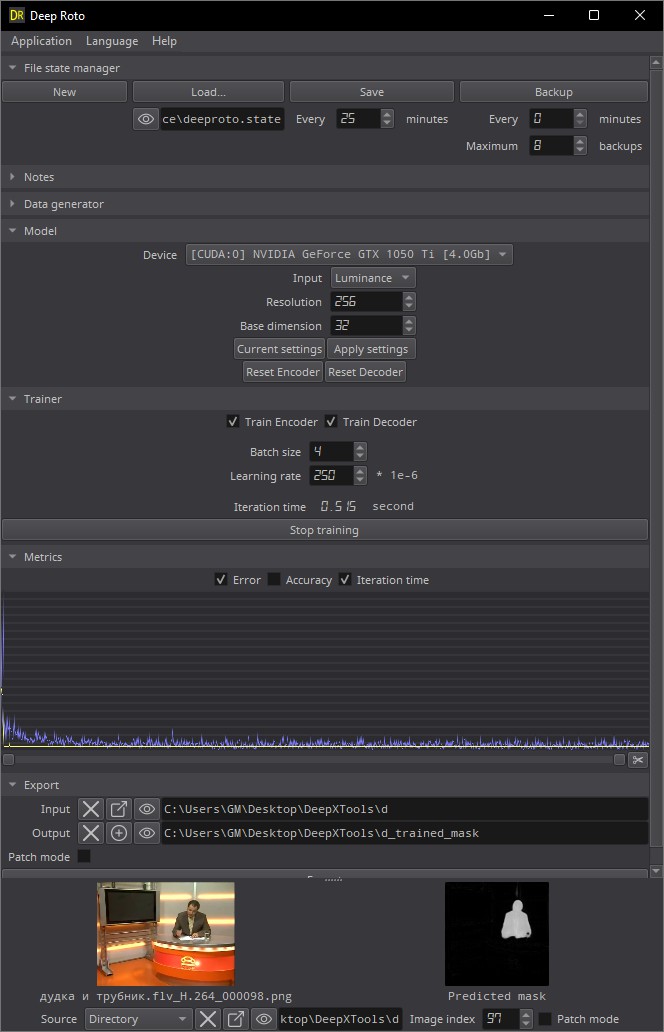 DR Deep Roto
Application Language Help
File state manager
New Load... Save Backup
ce\deeproto.state Every 25 minutes Every 0 minutes
Maximum 8 backups
Notes
Data generator
Model
Device [CUDA:0] NVIDIA GeForce GTX 1050 Ti [4.0Gb]
Input Luminance
Resolution 256
Base dimension 32
Current settings Apply settings
Reset Encoder Reset Decoder
Trainer
Train Encoder Train Decoder
Batch size 4
Learning rate 250 * 1e-6
Iteration time 0.515 second
Stop training
Metrics
Error Accuracy Iteration time
Export
Input C:\Users\GM\Desktop\DeepXTools\d
Output C:\Users\GM\Desktop\DeepXTools\d_trained_mask
Patch mode
дудка и трубник.flv_H.264_000098.png Predicted mask
Source Directory ktop\DeepXTools\d Image index 97 Patch mode